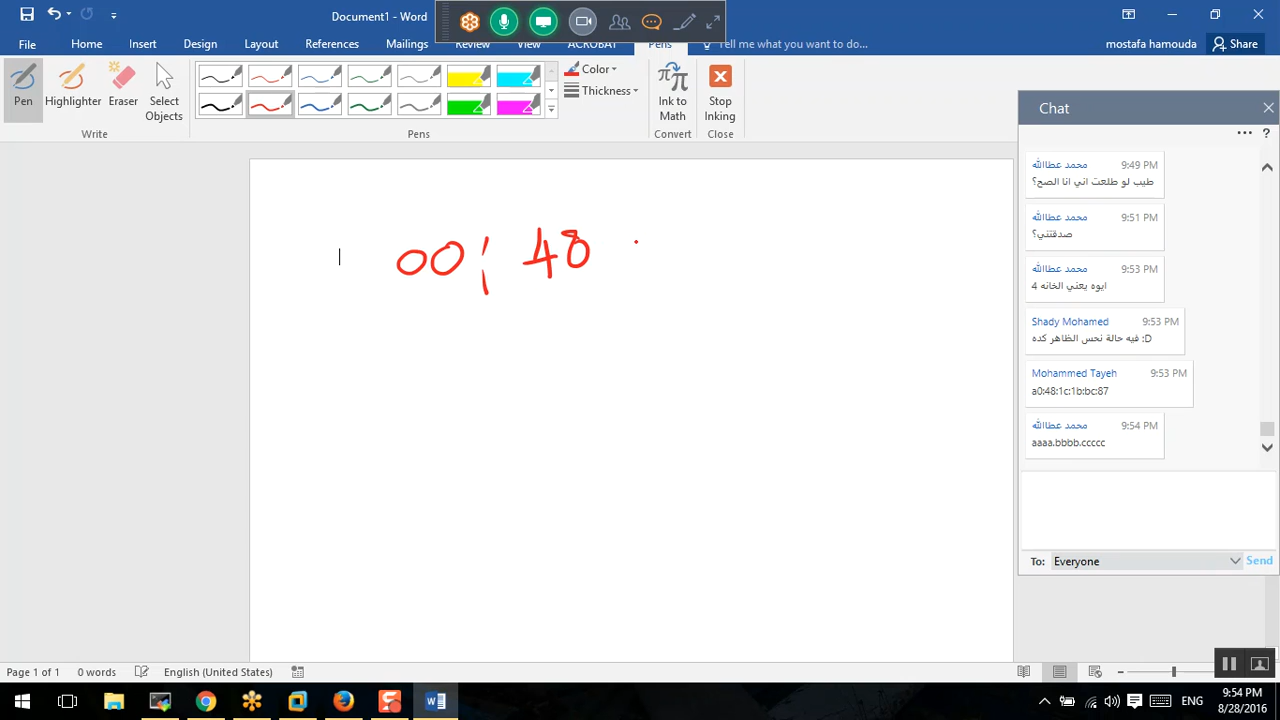 Document1 - Word
mostafa hamouda
Share
File
Home
Insert
Design
Layout
References
Mailings
Review
View
ACROBAT
Pens
Tell me what you want to do...
Pen
Highlighter
Eraser
Select Objects
Color
Thickness
Ink to Math
Stop Inking
Write
Pens
Convert
Close
00: 48
Chat
محمد عطاالله 9:49 PM
طيب لو طلعت اني انا الصح؟
محمد عطاالله 9:51 PM
صدقتني؟
محمد عطاالله 9:53 PM
ايوه يعني الخانه 4
Shady Mohamed 9:53 PM
فيه حالة نحس الظاهر كده :D
Mohammed Tayeh 9:53 PM
a0:48:1c:1b:bc:87
محمد عطاالله 9:54 PM
aaaa.bbbb.ccccc
To: Everyone
Send
Page 1 of 1
0 words
English (United States)
ENG
9:54 PM
8/28/2016